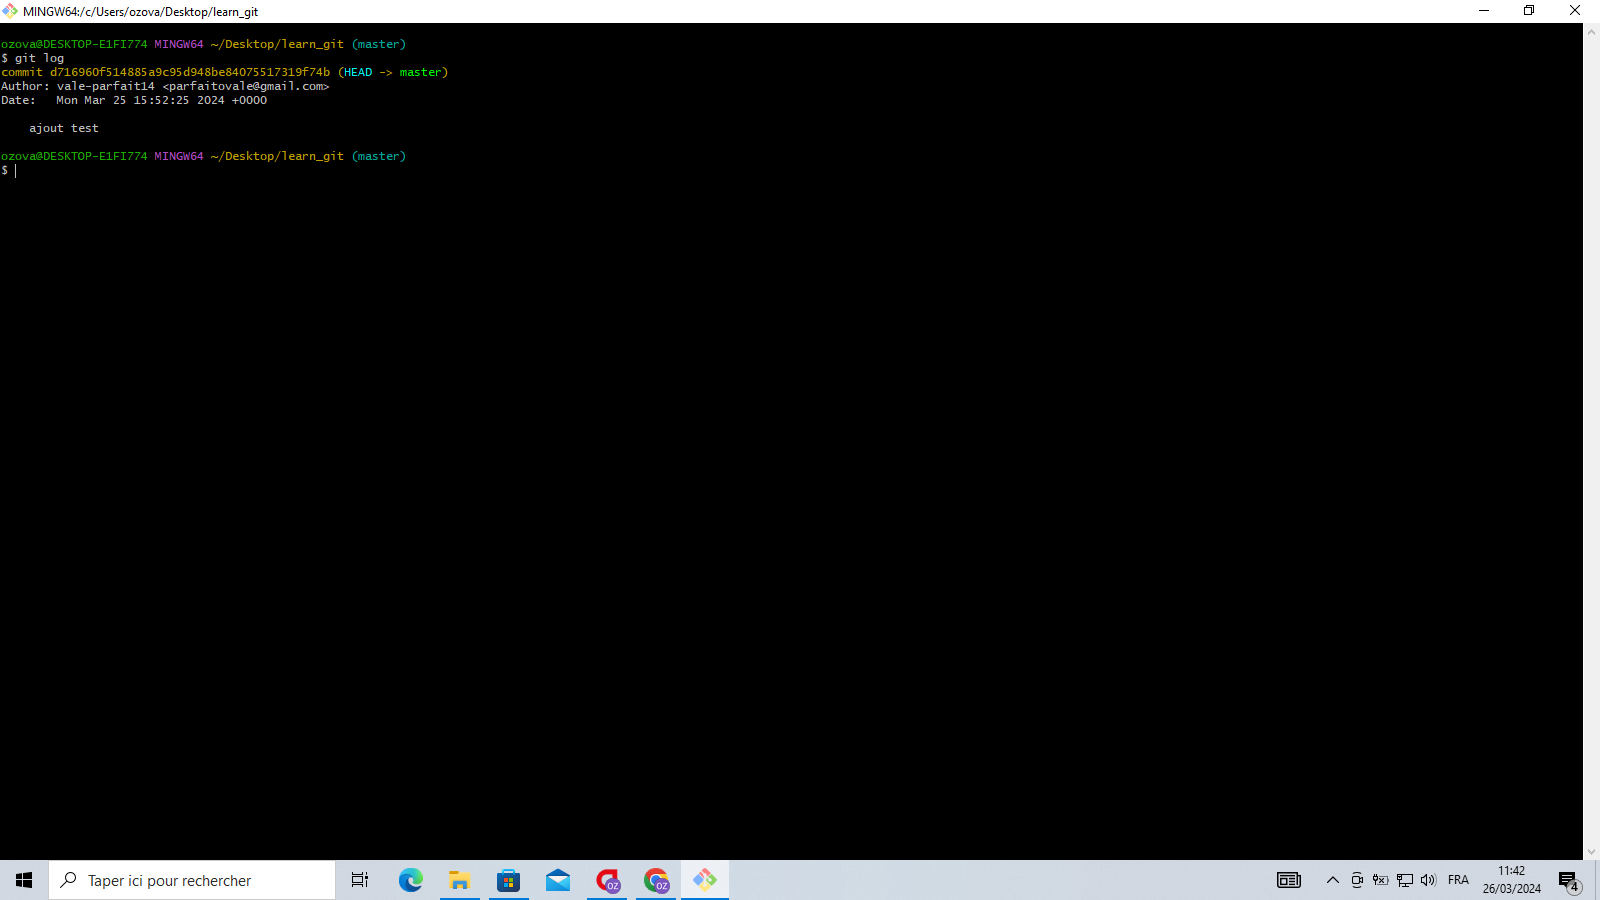 MINGW64:/c/Users/ozova/Desktop/learn_git
ozova@DESKTOP-E1FI774 MINGW64 ~/Desktop/learn_git (master)
$ git log
commit d716960f514885a9c95d948be84075517319f74b (HEAD -> master)
Author: vale-parfait14 <parfaitovale@gmail.com>
Date:   Mon Mar 25 15:52:25 2024 +0000
    ajout test
ozova@DESKTOP-E1FI774 MINGW64 ~/Desktop/learn_git (master)
$
Taper ici pour rechercher
OZ
OZ
FRA
11:42
26/03/2024
4